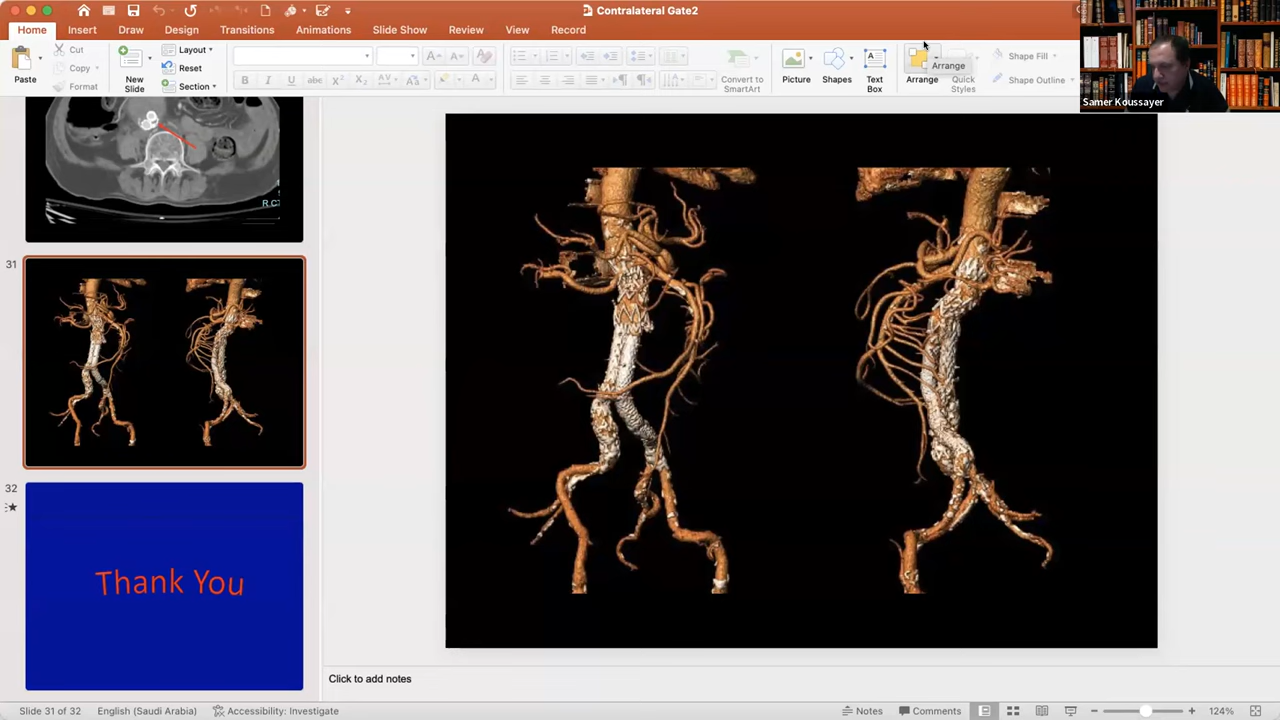 Contralateral Gate2
Home Insert Draw Design Transitions Animations Slide Show Review View Record
Paste
Cut
Copy
Format
New Slide
Layout
Reset
Section
Convert to SmartArt
Picture
Shapes
Text Box
Arrange
Arrange
Quick Styles
Shape Fill
Shape Outline
Samer Koussayer
R C
31
32
Thank You
Click to add notes
Slide 31 of 32 English (Saudi Arabia) Accessibility: Investigate Notes Comments 124%